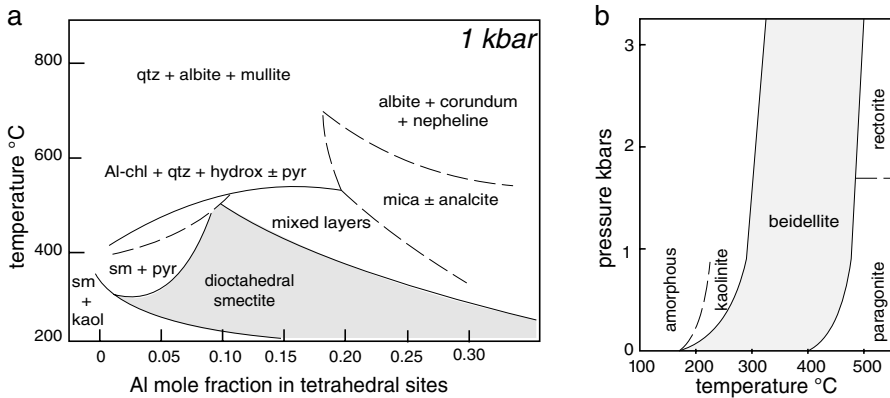 a
1 kbar
800
600
400
200
temperature °C
qtz + albite + mullite
albite + corundum
+ nepheline
Al-chl + qtz + hydrox ± pyr
mica ± analcite
mixed layers
sm + pyr
sm
+
kaol
dioctahedral
smectite
0
0.05
0.10
0.15
0.20
0.30
Al mole fraction in tetrahedral sites
b
3
2
1
0
pressure kbars
amorphous
kaolinite
beidellite
rectorite
paragonite
100
200
300
400
500
temperature °C